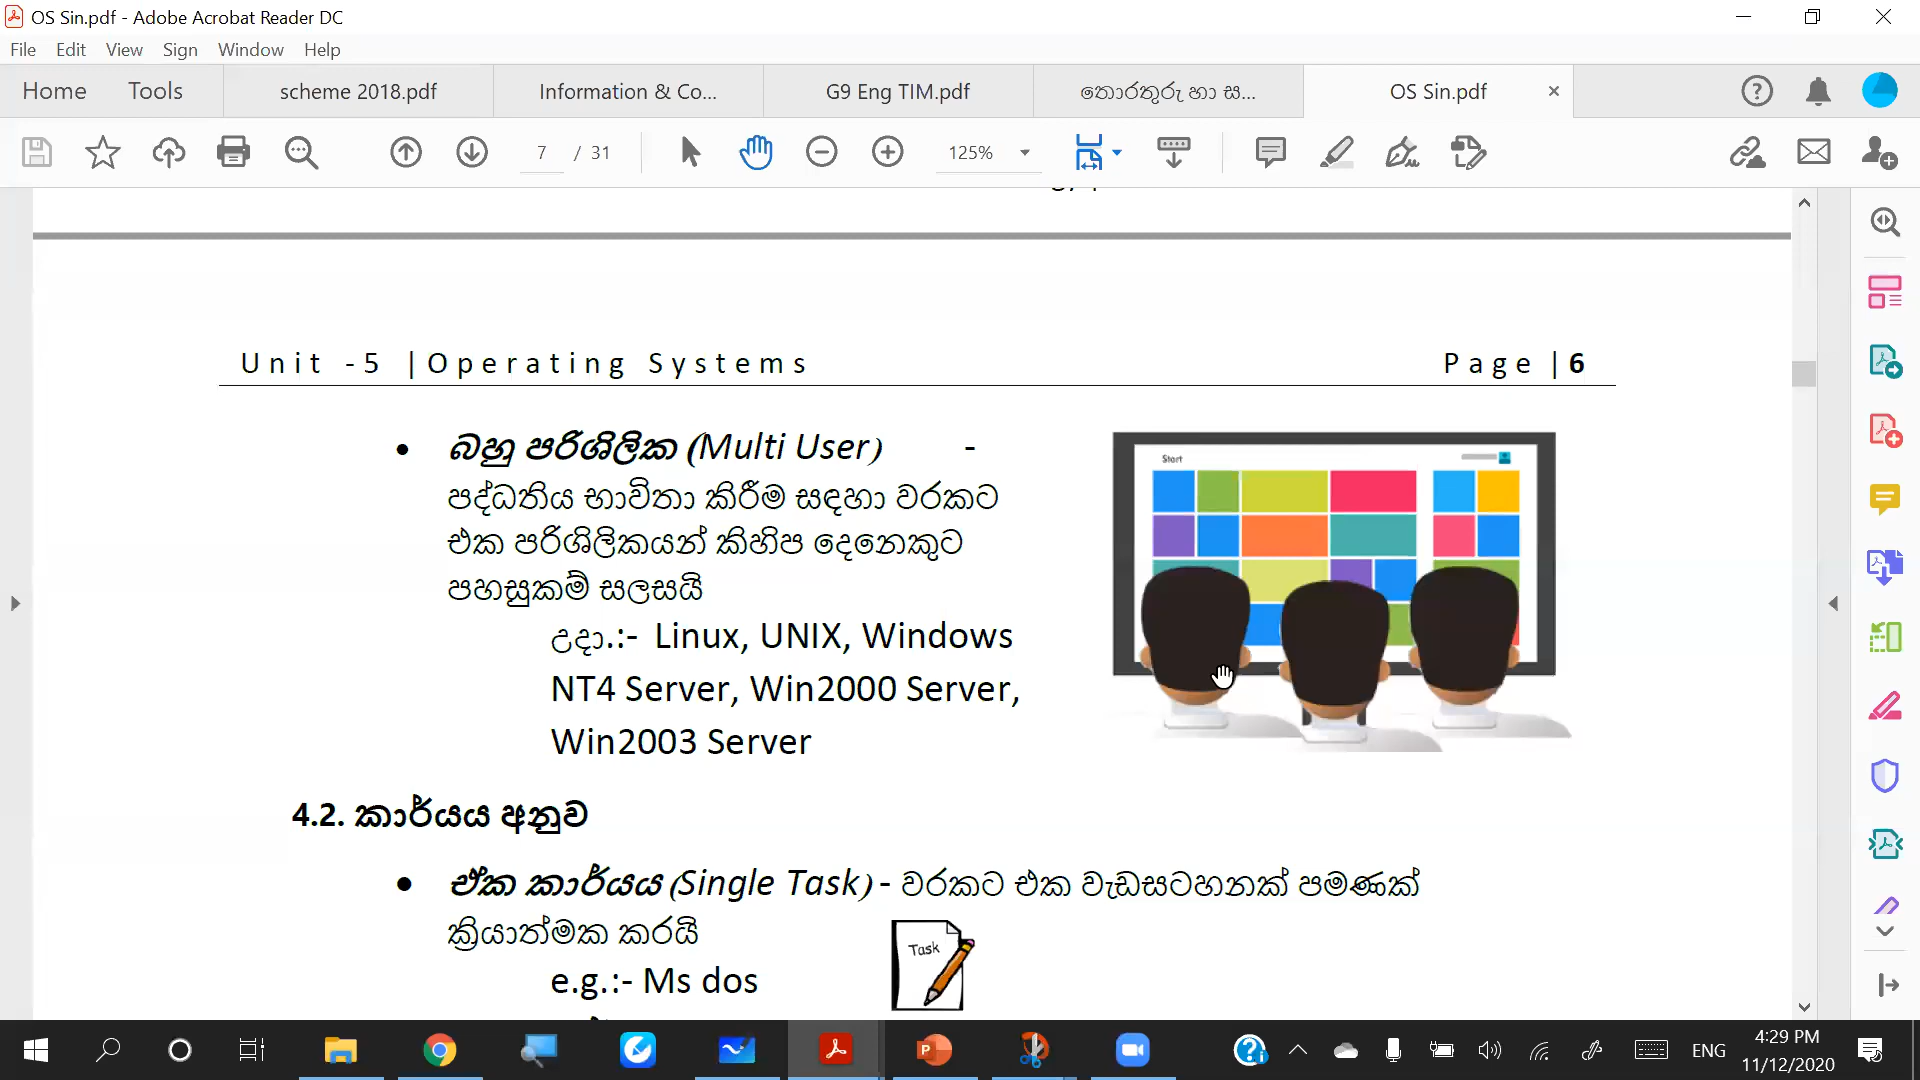 OS Sin.pdf - Adobe Acrobat Reader DC
File Edit View Sign Window Help
Home Tools scheme 2018.pdf Information & Co... G9 Eng TIM.pdf තොරතුරු හා ස... OS Sin.pdf
7 / 31 125%
Unit -5 |Operating Systems Page |6
• බහු පරිශීලික (Multi User) -
පද්ධතිය භාවිතා කිරීම සඳහා වරකට
එක පරිශිලිකයන් කිහිප දෙනෙකුට
පහසුකම් සලසයි
උදා.:- Linux, UNIX, Windows
NT4 Server, Win2000 Server,
Win2003 Server
Start
4.2. කාර්යය අනුව
• ඒක කාර්යය (Single Task) - වරකට එක වැඩසටහනක් පමණක්
ක්‍රියාත්මක කරයි
Task
e.g.:- Ms dos
ENG
4:29 PM
11/12/2020